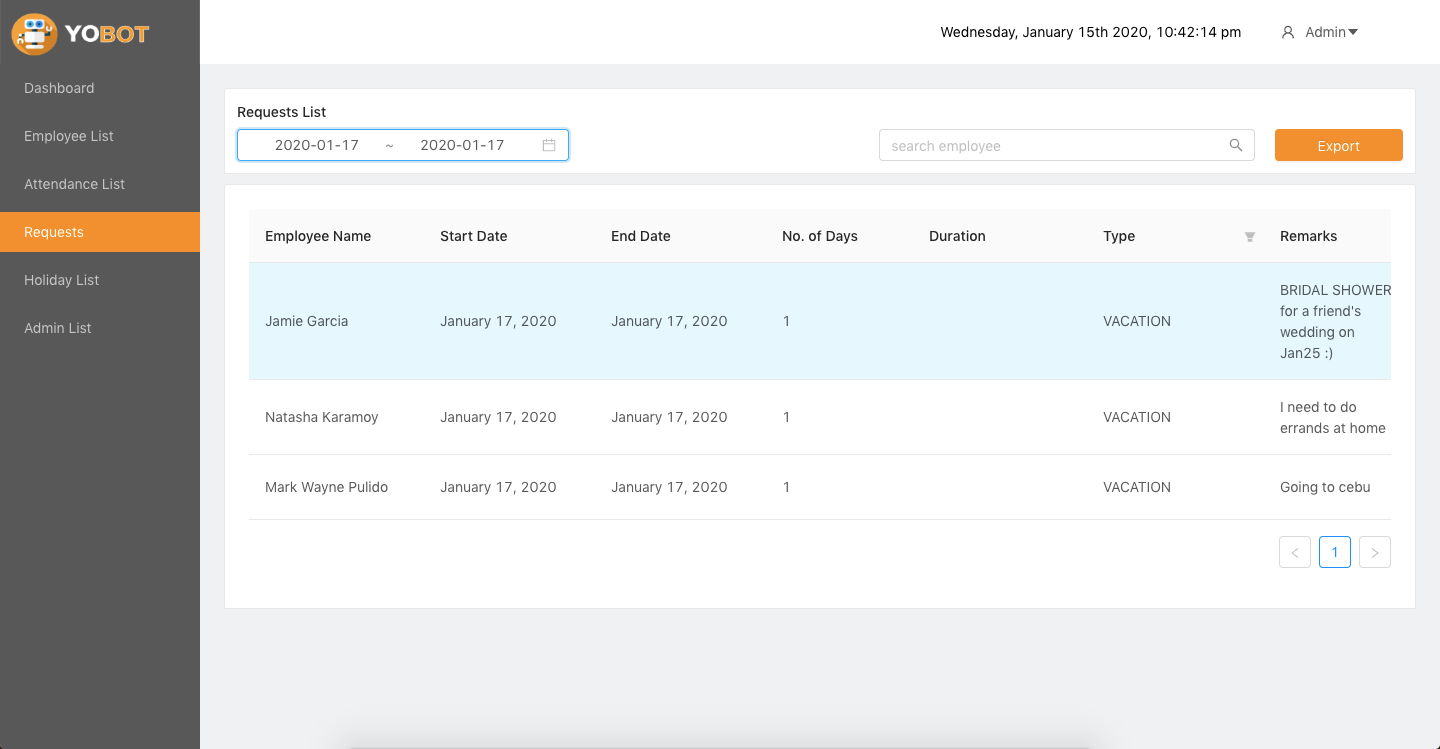 YOBOT
Wednesday, January 15th 2020, 10:42:14 pm
Admin
Dashboard
Employee List
Attendance List
Requests
Holiday List
Admin List
Requests List
2020-01-17 ~ 2020-01-17
search employee
Export
Employee Name Start Date End Date No. of Days Duration Type Remarks
Jamie Garcia January 17, 2020 January 17, 2020 1 VACATION
BRIDAL SHOWER
for a friend's
wedding on
Jan25 :)
Natasha Karamoy January 17, 2020 January 17, 2020 1 VACATION
I need to do
errands at home
Mark Wayne Pulido January 17, 2020 January 17, 2020 1 VACATION Going to cebu
< 1 >